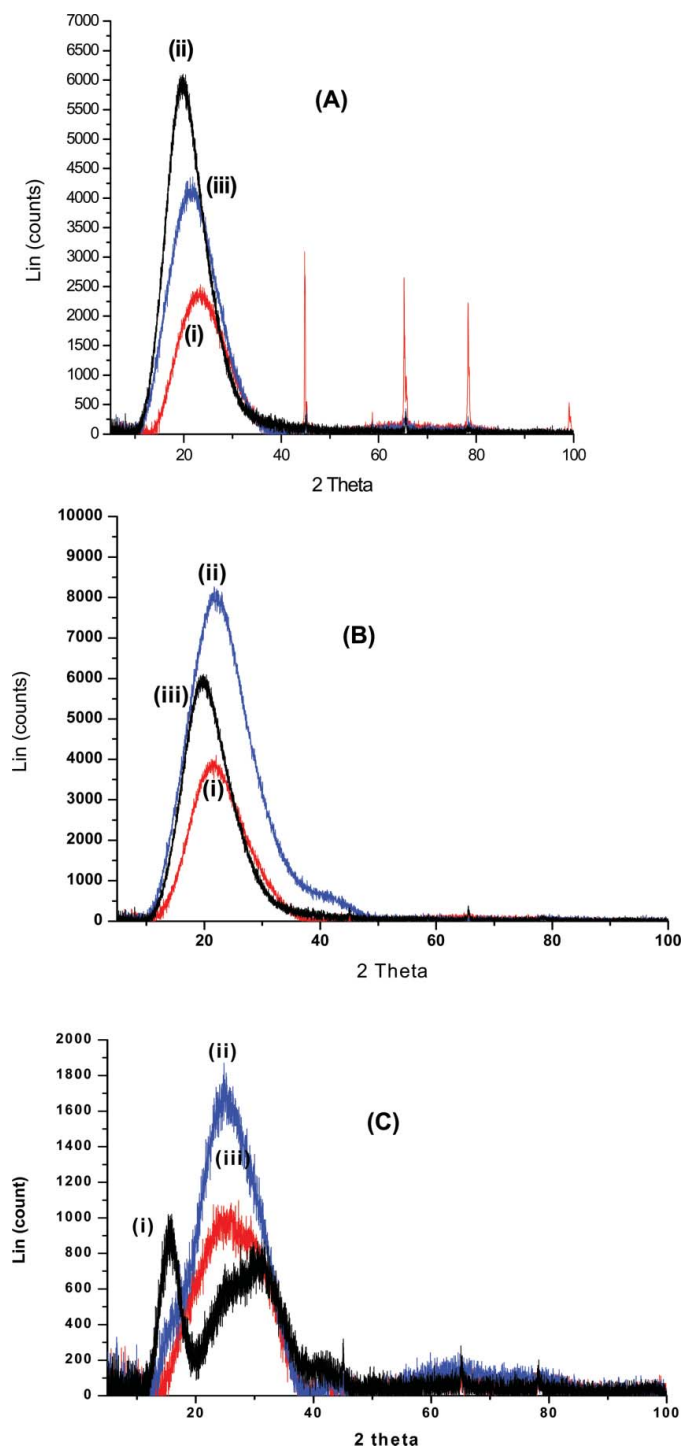 7000
6500
(ii)
6000
5500
(A)
5000
4500
(iii)
4000
3500
3000
2500
2000
(i)
1500
1000
500
0
Lin (counts)
20 40 60 80 100
2 Theta
10000
9000
(ii)
8000
(B)
7000
(iii)
6000
5000
4000
(i)
3000
2000
1000
0
Lin (counts)
20 40 60 80 100
2 Theta
2000
(ii)
1800
1600
(C)
1400
(iii)
1200
(i)
1000
800
600
400
200
0
Lin (count)
20 40 60 80 100
2 theta